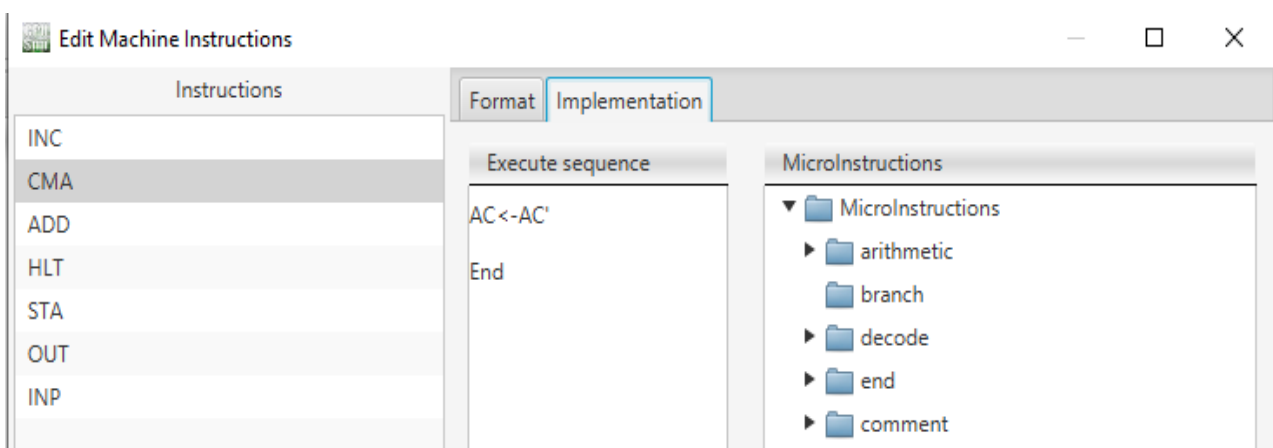 Edit Machine Instructions
Instructions
INC
CMA
ADD
HLT
STA
OUT
INP
Format Implementation
Execute sequence
AC<-AC'
End
MicroInstructions
MicroInstructions
arithmetic
branch
decode
end
comment